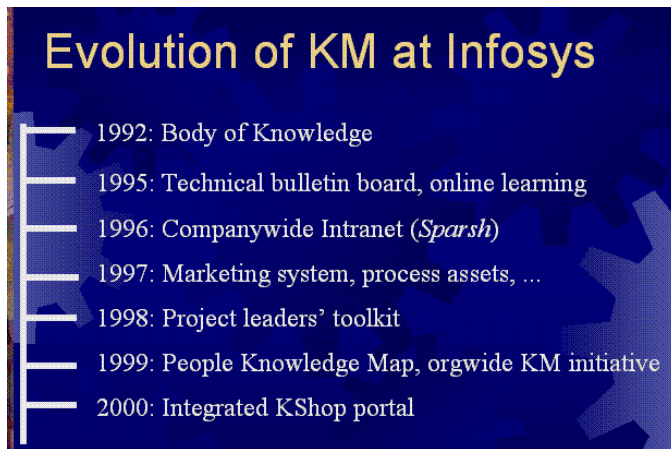 Evolution of KM at Infosys
1992: Body of Knowledge
1995: Technical bulletin board, online learning
1996: Companywide Intranet (Sparsh)
1997: Marketing system, process assets, ...
1998: Project leaders’ toolkit
1999: People Knowledge Map, orgwide KM initiative
2000: Integrated KShop portal